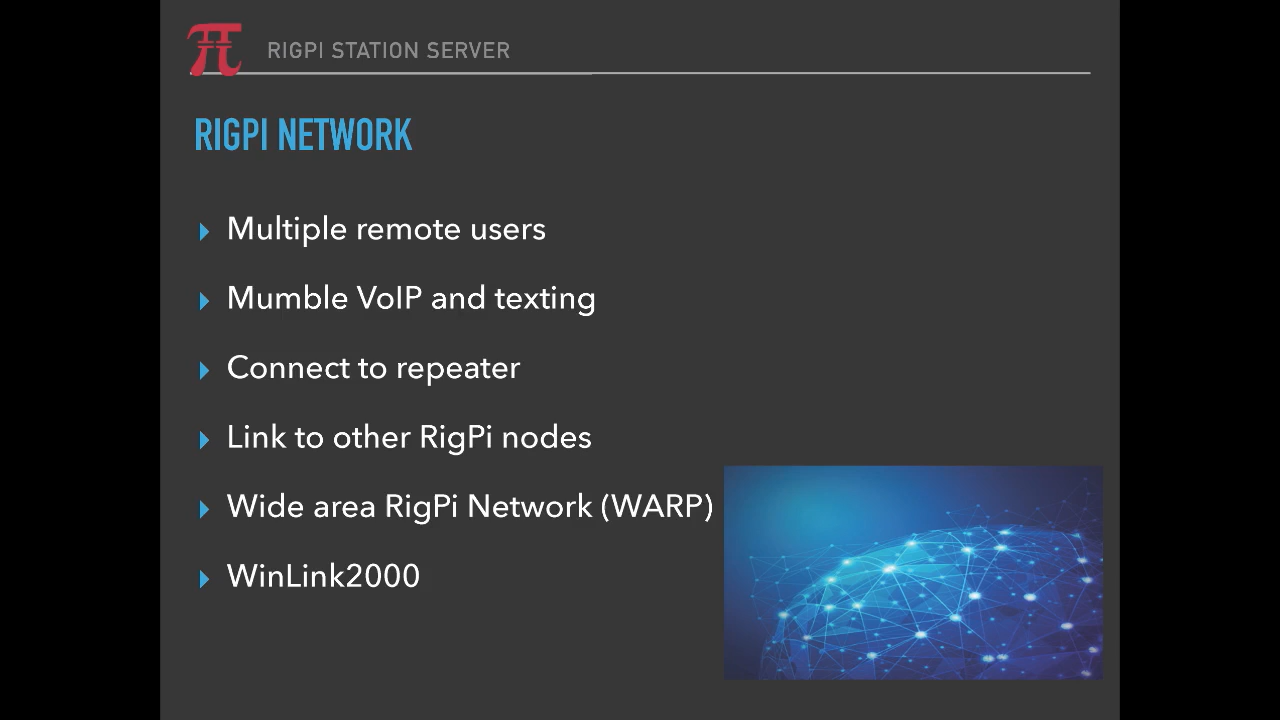 RIGPI STATION SERVER
RIGPI NETWORK
Multiple remote users
Mumble VoIP and texting
Connect to repeater
Link to other RigPi nodes
Wide area RigPi Network (WARP)
WinLink2000